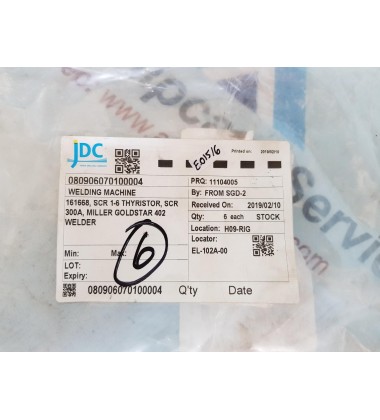 JDC
E01516
Printed on: 2019/02/10
080906070100004
WELDING MACHINE
161668, SCR 1-6 THYRISTOR, SCR
300A, MILLER GOLDSTAR 402
WELDER
Min: Max:
6
LOT:
Expiry:
PRQ: 11104005
By: FROM SGD-2
Received On: 2019/02/10
Qty: 6 each STOCK
Location: H09-RIG
Locator:
EL-102A-00
080906070100004 Q'ty Date
Service